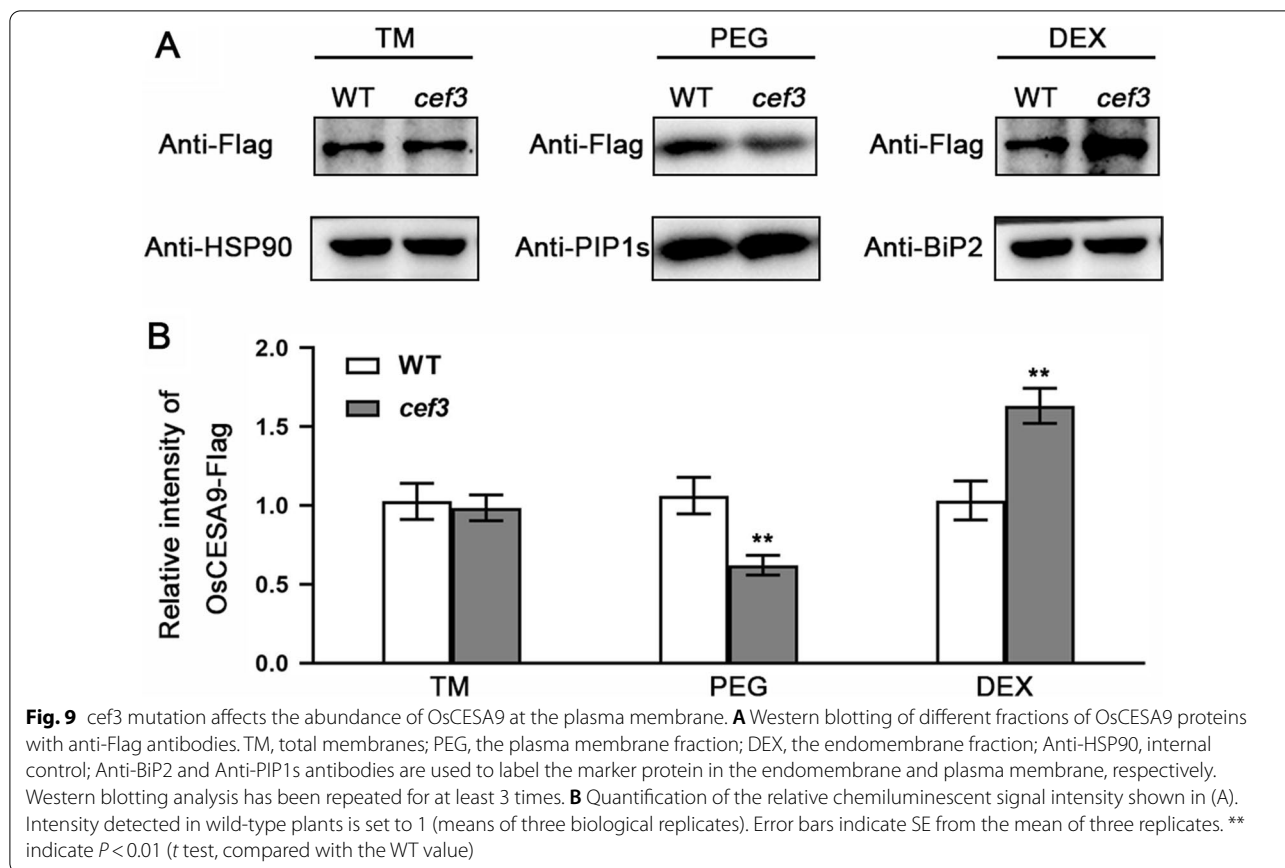 A
TM PEG DEX
WT cef3 WT cef3 WT cef3
Anti-Flag Anti-Flag Anti-Flag
Anti-HSP90 Anti-PIP1s Anti-BiP2
B
Relative intensity of
OsCESA9-Flag
2.0
1.5
1.0
0.5
0.0
WT
cef3
** **
TM PEG DEX
Fig. 9 cef3 mutation affects the abundance of OsCESA9 at the plasma membrane. A Western blotting of different fractions of OsCESA9 proteins
with anti-Flag antibodies. TM, total membranes; PEG, the plasma membrane fraction; DEX, the endomembrane fraction; Anti-HSP90, internal
control; Anti-BiP2 and Anti-PIP1s antibodies are used to label the marker protein in the endomembrane and plasma membrane, respectively.
Western blotting analysis has been repeated for at least 3 times. B Quantification of the relative chemiluminescent signal intensity shown in (A).
Intensity detected in wild-type plants is set to 1 (means of three biological replicates). Error bars indicate SE from the mean of three replicates. **
indicate P < 0.01 (t test, compared with the WT value)